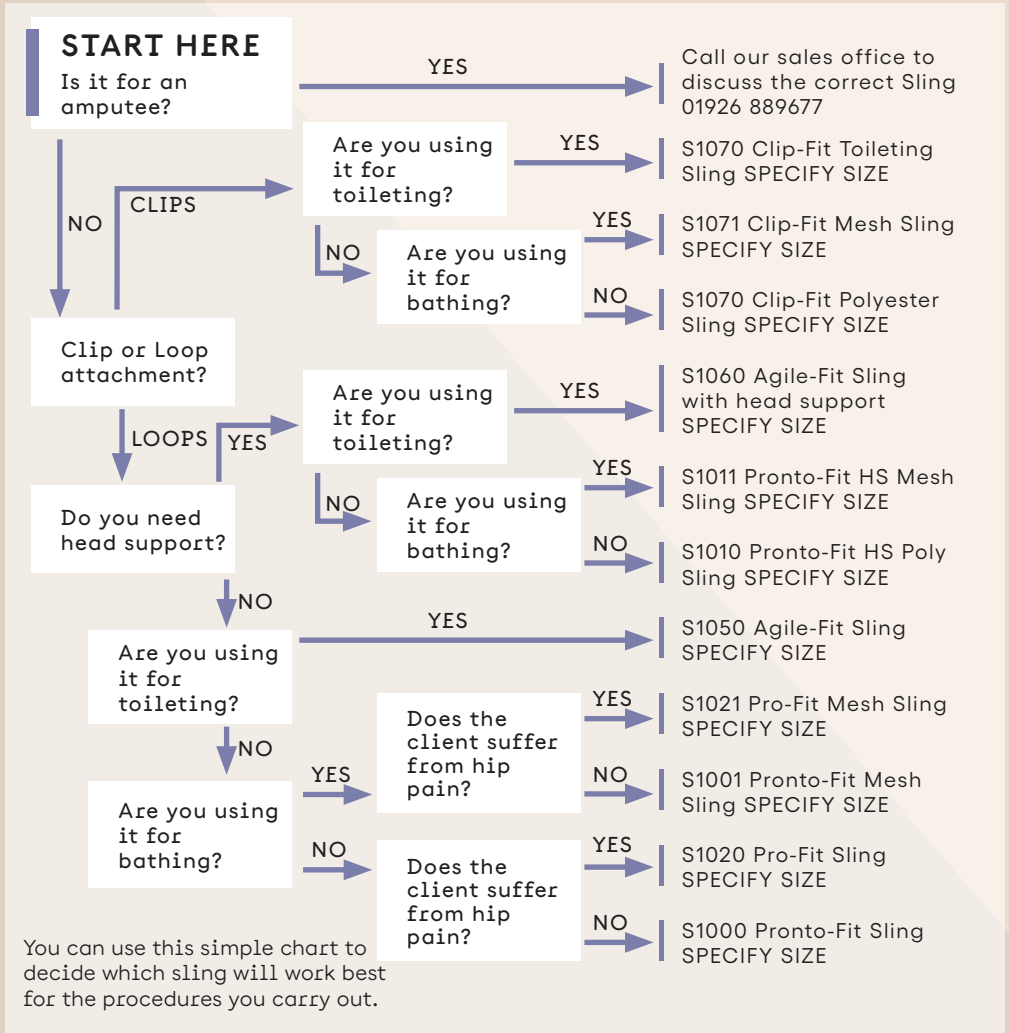 START HERE
Is it for an
amputee?
YES
Call our sales office to
discuss the correct Sling
01926 889677
NO
CLIPS
Are you using
it for
toileting?
YES
S1070 Clip-Fit Toileting
Sling SPECIFY SIZE
NO
Are you using
it for
bathing?
YES
S1071 Clip-Fit Mesh Sling
SPECIFY SIZE
NO
S1070 Clip-Fit Polyester
Sling SPECIFY SIZE
Clip or Loop
attachment?
LOOPS
YES
Are you using
it for
toileting?
YES
S1060 Agile-Fit Sling
with head support
SPECIFY SIZE
Do you need
head support?
NO
Are you using
it for
bathing?
YES
S1011 Pronto-Fit HS Mesh
Sling SPECIFY SIZE
NO
S1010 Pronto-Fit HS Poly
Sling SPECIFY SIZE
NO
Are you using
it for
toileting?
YES
S1050 Agile-Fit Sling
SPECIFY SIZE
NO
Are you using
it for
bathing?
YES
Does the
client suffer
from hip
pain?
YES
S1021 Pro-Fit Mesh Sling
SPECIFY SIZE
NO
S1001 Pronto-Fit Mesh
Sling SPECIFY SIZE
NO
Does the
client suffer
from hip
pain?
YES
S1020 Pro-Fit Sling
SPECIFY SIZE
NO
S1000 Pronto-Fit Sling
SPECIFY SIZE
You can use this simple chart to
decide which sling will work best
for the procedures you carry out.